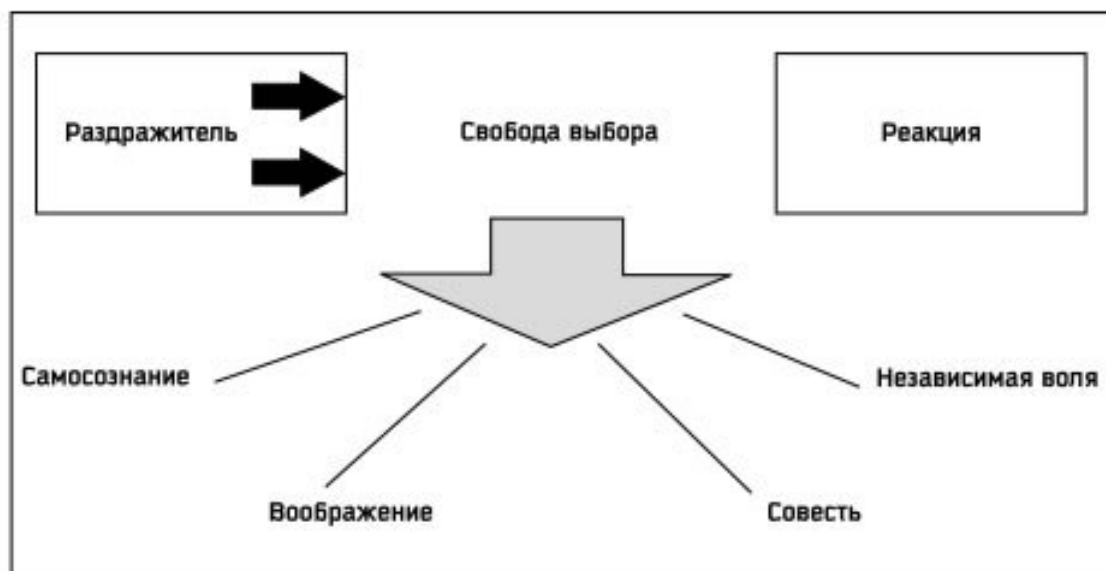 Раздражитель
Свобода выбора
Реакция
Самосознание
Независимая воля
Воображение
Совесть